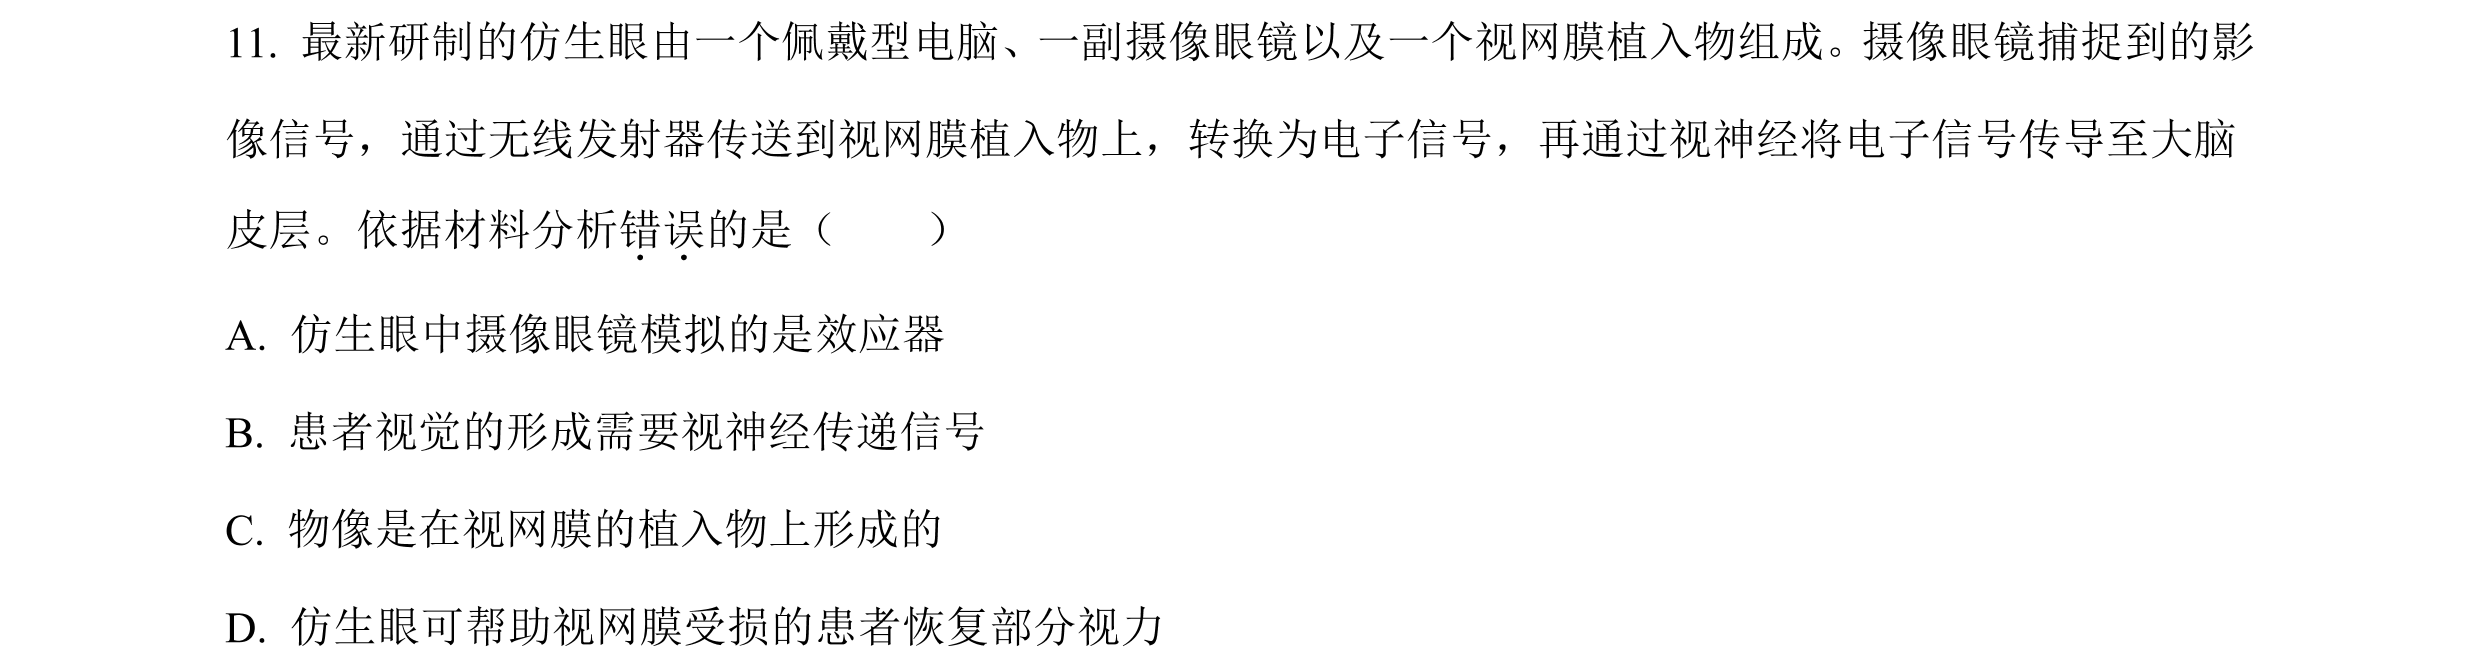 11. 最新研制的仿生眼由一个佩戴型电脑、一副摄像眼镜以及一个视网膜植入物组成。摄像眼镜捕捉到的影
像信号，通过无线发射器传送到视网膜植入物上，转换为电子信号，再通过视神经将电子信号传导至大脑
皮层。依据材料分析错误的是（　　）
A. 仿生眼中摄像眼镜模拟的是效应器
B. 患者视觉的形成需要视神经传递信号
C. 物像是在视网膜的植入物上形成的
D. 仿生眼可帮助视网膜受损的患者恢复部分视力